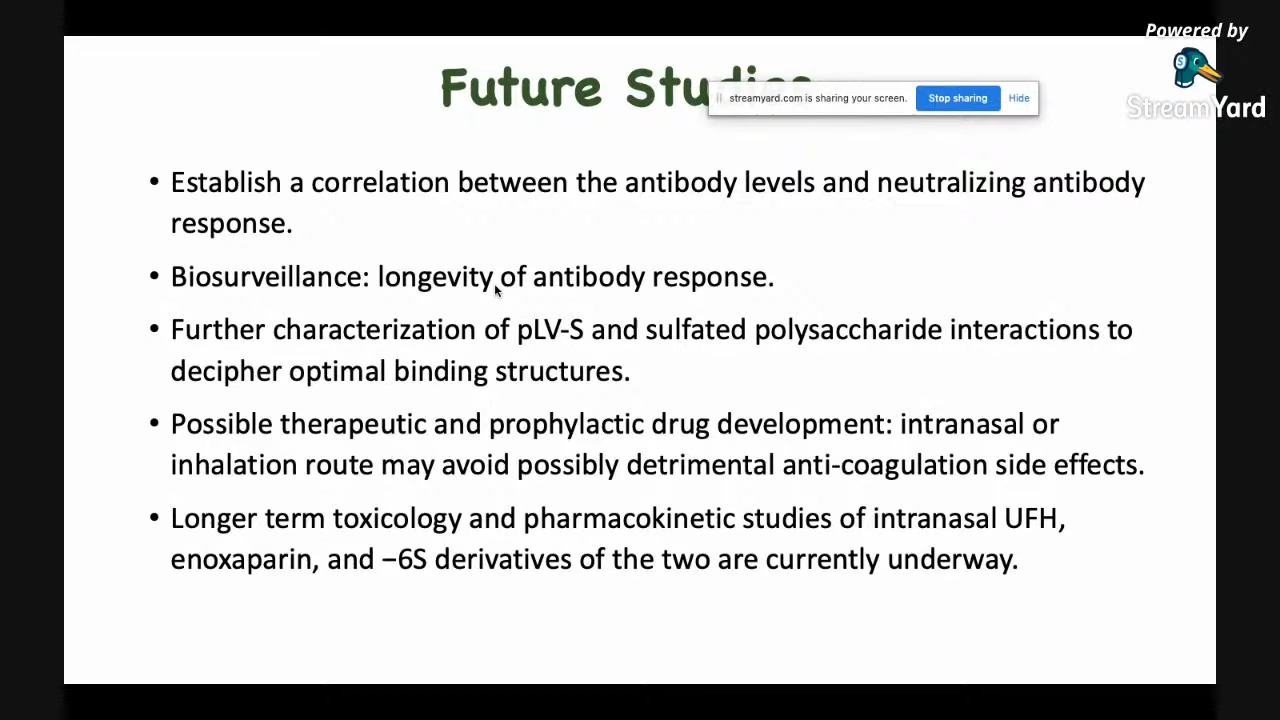 Powered by
StreamYard
Future Studies
streamyard.com is sharing your screen. Stop sharing Hide
• Establish a correlation between the antibody levels and neutralizing antibody
response.
• Biosurveillance: longevity of antibody response.
• Further characterization of pLV-S and sulfated polysaccharide interactions to
decipher optimal binding structures.
• Possible therapeutic and prophylactic drug development: intranasal or
inhalation route may avoid possibly detrimental anti-coagulation side effects.
• Longer term toxicology and pharmacokinetic studies of intranasal UFH,
enoxaparin, and −6S derivatives of the two are currently underway.